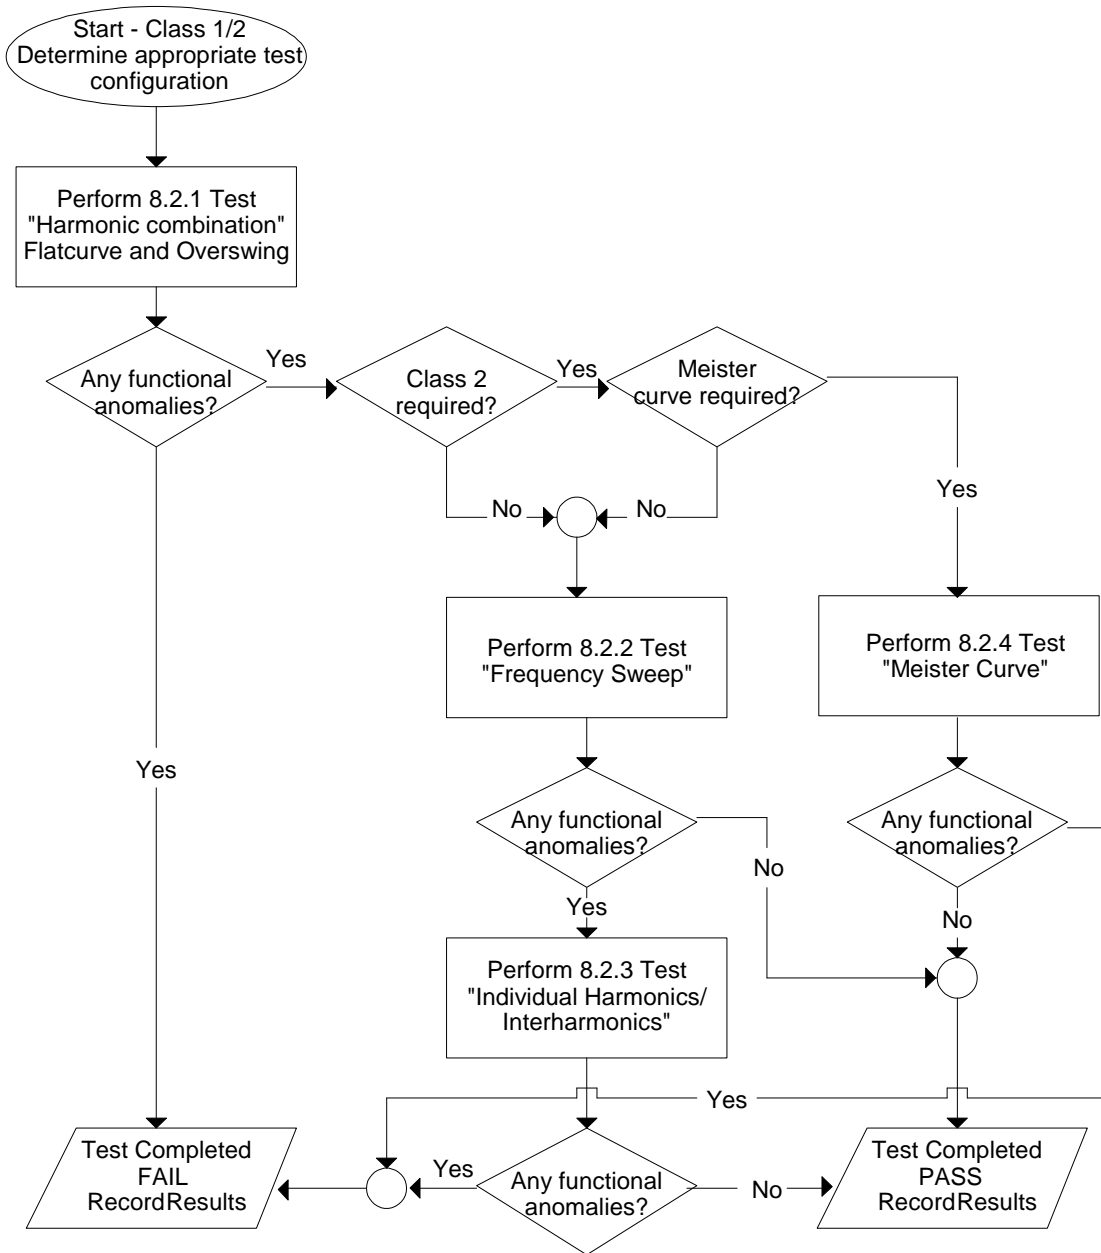 Start - Class 1/2
Determine appropriate test
configuration
Perform 8.2.1 Test
"Harmonic combination"
Flatcurve and Overswing
Any functional
anomalies?
Yes
Class 2
required?
Yes
Meister
curve required?
No
No
Yes
Perform 8.2.2 Test
"Frequency Sweep"
Perform 8.2.4 Test
"Meister Curve"
Yes
Any functional
anomalies?
No
Any functional
anomalies?
Yes
No
Perform 8.2.3 Test
"Individual Harmonics/
Interharmonics"
Yes
Test Completed
FAIL
RecordResults
Yes
Any functional
anomalies?
No
Test Completed
PASS
RecordResults